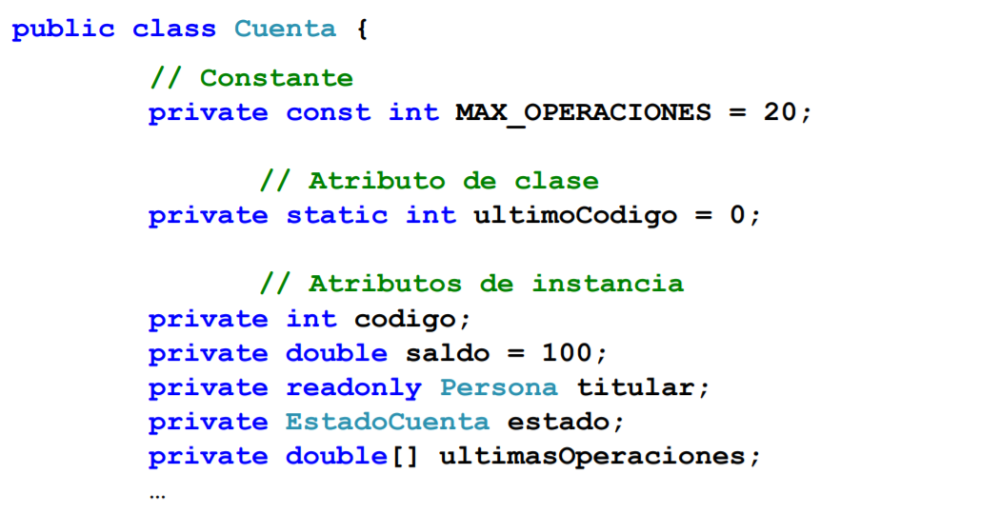 public class Cuenta {
// Constante
private const int MAX_OPERACIONES = 20;
// Atributo de clase
private static int ultimoCodigo = 0;
// Atributos de instancia
private int codigo;
private double saldo = 100;
private readonly Persona titular;
private EstadoCuenta estado;
private double[] ultimasOperaciones;
…